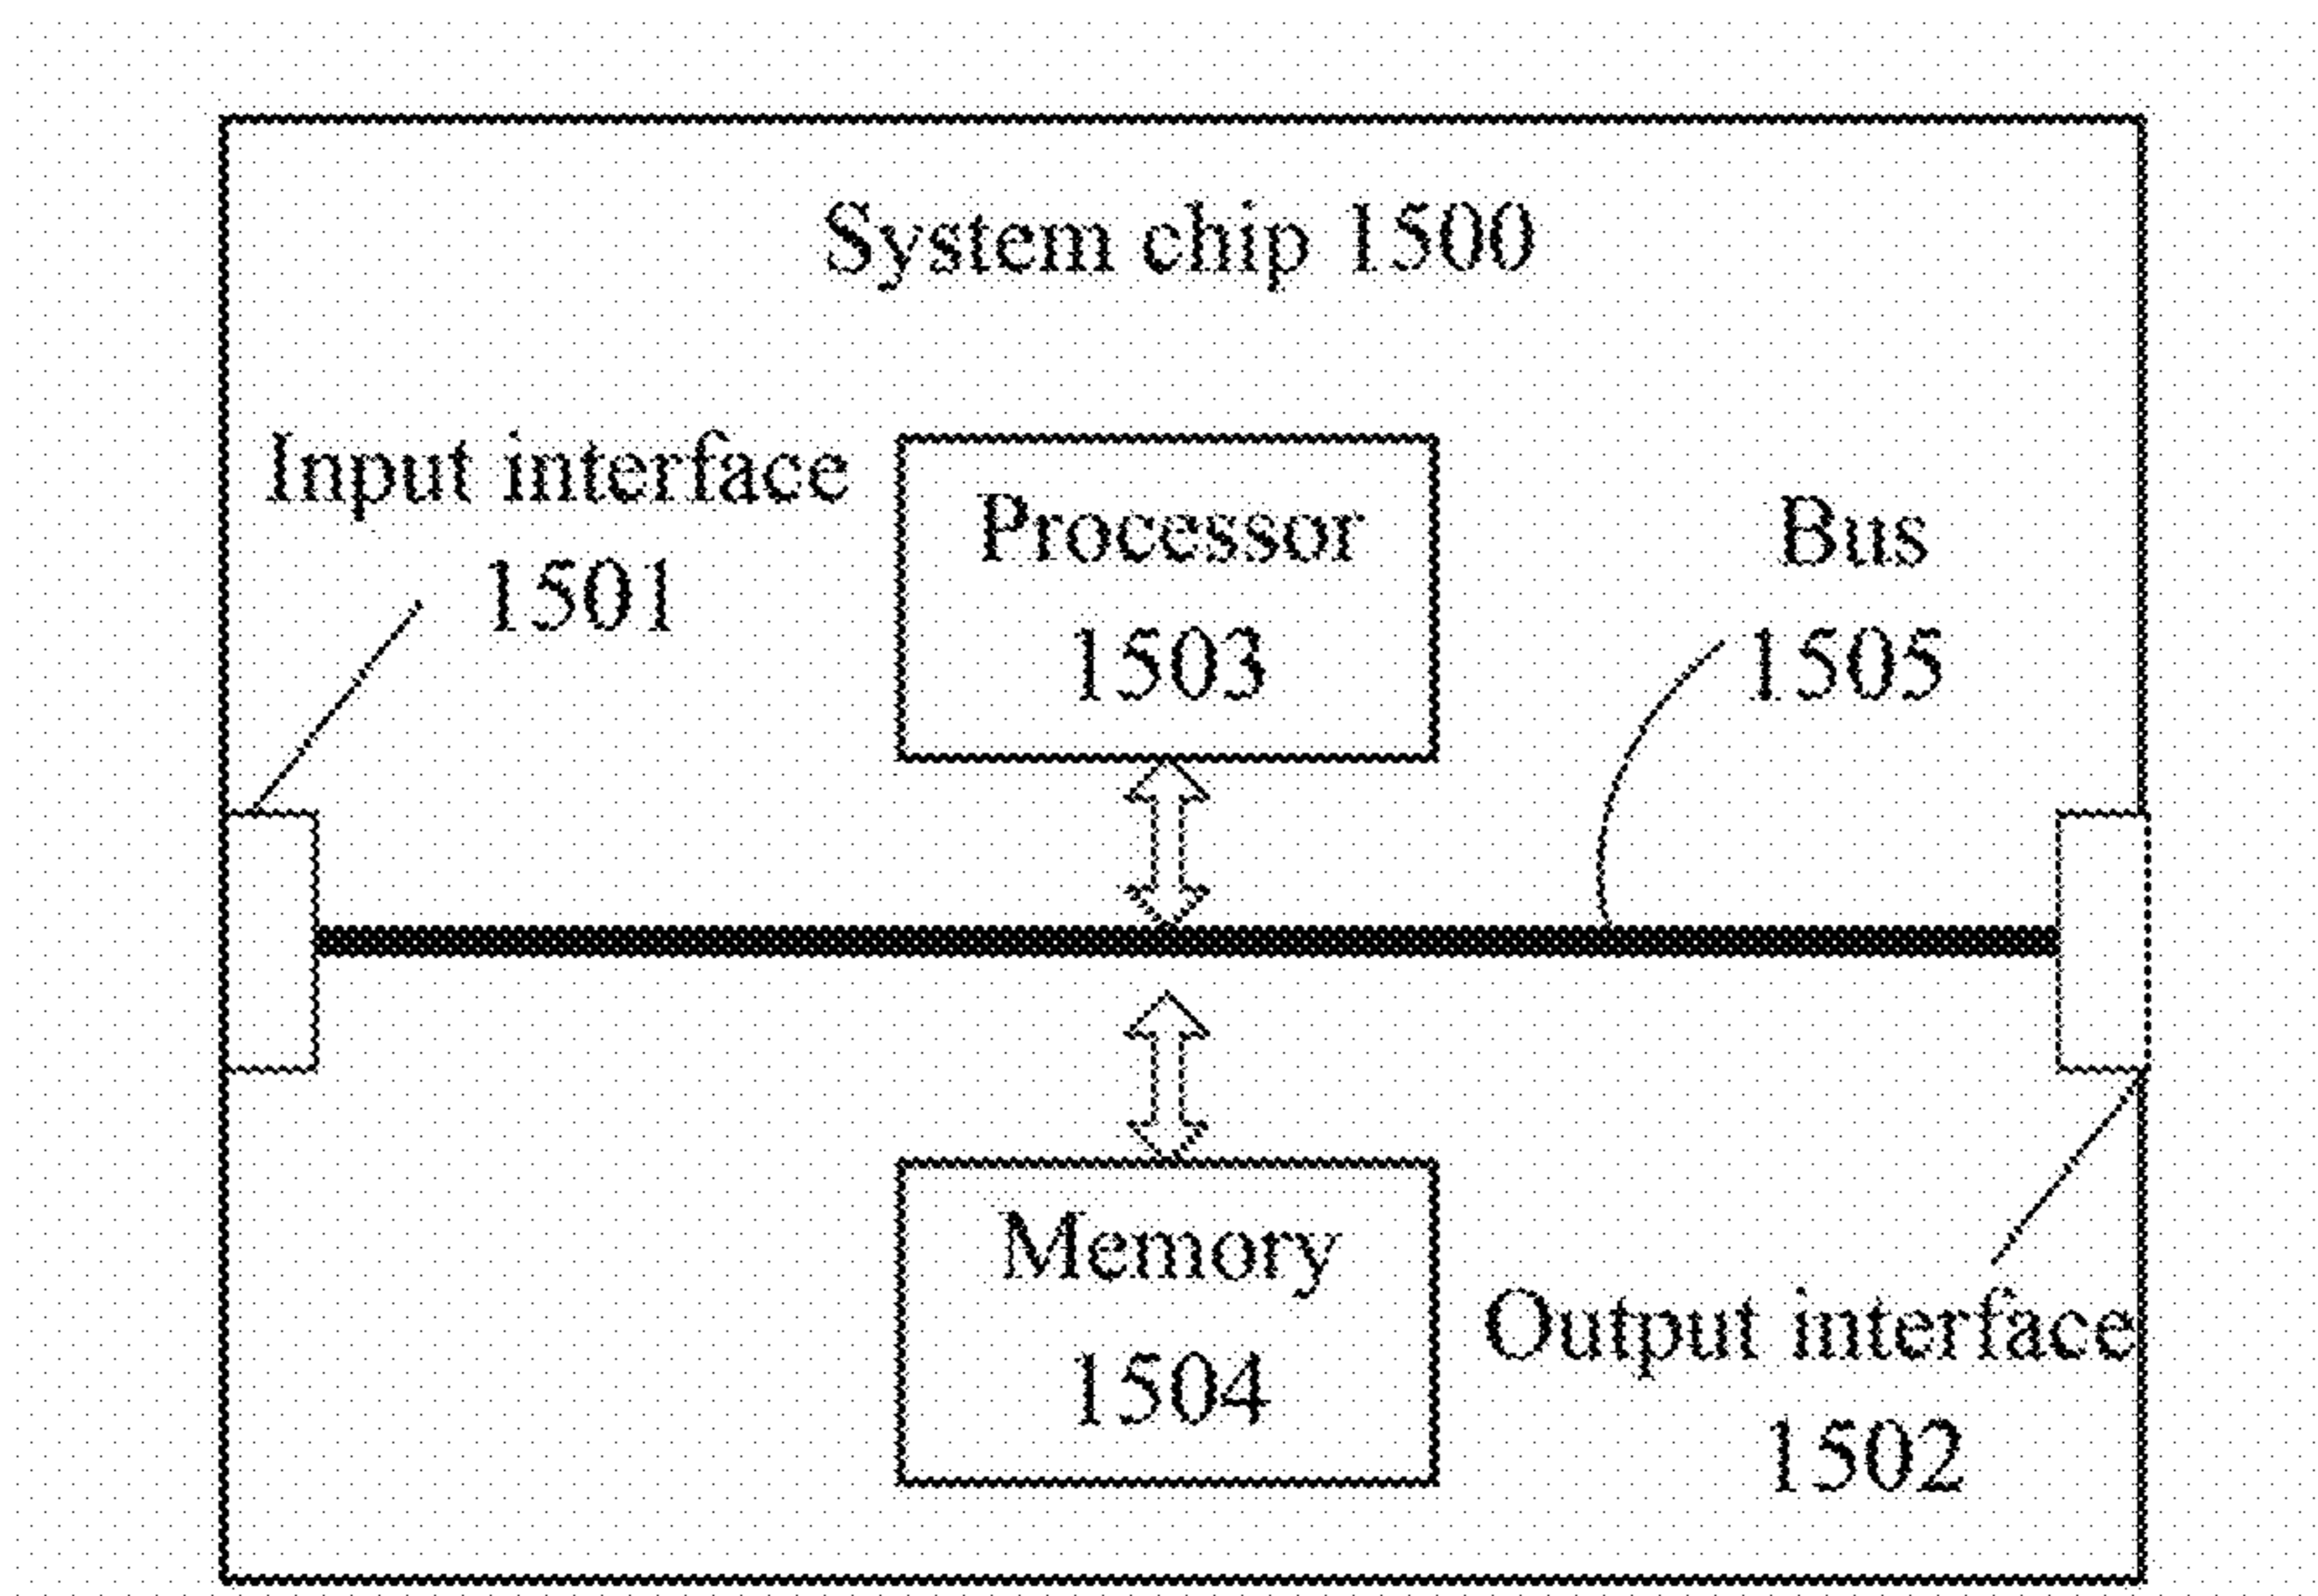 System chip 1500
Input interface
1501
Processor
1503
Bus
1505
Memory
1504
Output interface
1502